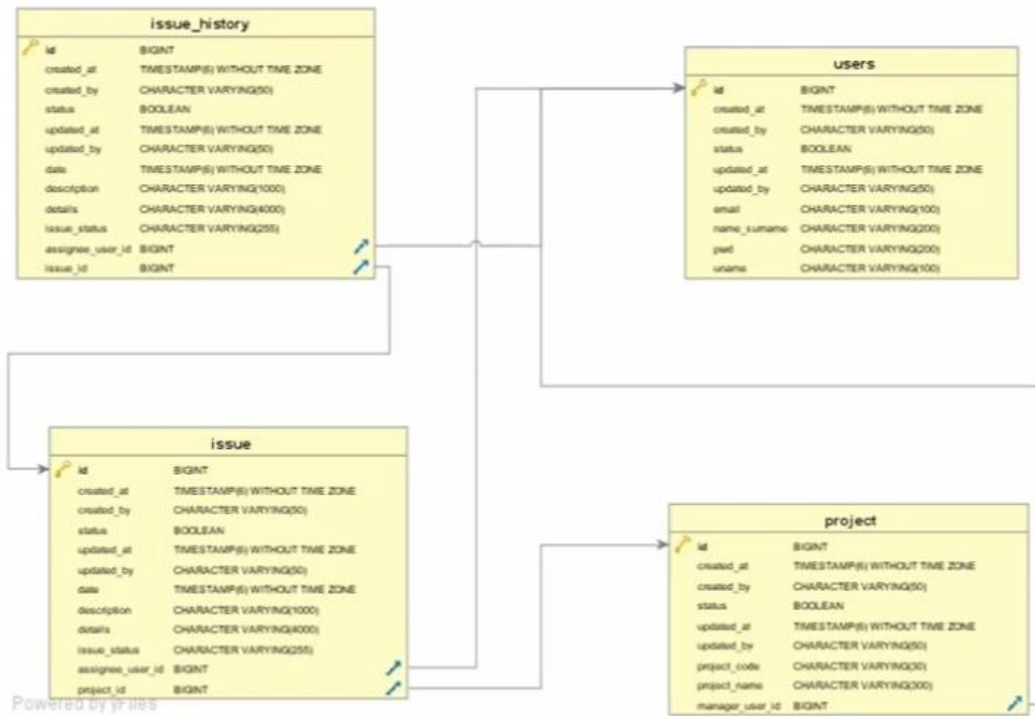 issue_history
id BIGINT
created_at TIMESTAMP(6) WITHOUT TIME ZONE
created_by CHARACTER VARYING(50)
status BOOLEAN
updated_at TIMESTAMP(6) WITHOUT TIME ZONE
updated_by CHARACTER VARYING(50)
date TIMESTAMP(6) WITHOUT TIME ZONE
description CHARACTER VARYING(1000)
details CHARACTER VARYING(4000)
issue_status CHARACTER VARYING(255)
assignee_user_id BIGINT
issue_id BIGINT
users
id BIGINT
created_at TIMESTAMP(6) WITHOUT TIME ZONE
created_by CHARACTER VARYING(50)
status BOOLEAN
updated_at TIMESTAMP(6) WITHOUT TIME ZONE
updated_by CHARACTER VARYING(50)
email CHARACTER VARYING(100)
name_surname CHARACTER VARYING(200)
pwd CHARACTER VARYING(200)
uname CHARACTER VARYING(100)
issue
id BIGINT
created_at TIMESTAMP(6) WITHOUT TIME ZONE
created_by CHARACTER VARYING(50)
status BOOLEAN
updated_at TIMESTAMP(6) WITHOUT TIME ZONE
updated_by CHARACTER VARYING(50)
date TIMESTAMP(6) WITHOUT TIME ZONE
description CHARACTER VARYING(1000)
details CHARACTER VARYING(4000)
issue_status CHARACTER VARYING(255)
assignee_user_id BIGINT
project_id BIGINT
project
id BIGINT
created_at TIMESTAMP(6) WITHOUT TIME ZONE
created_by CHARACTER VARYING(50)
status BOOLEAN
updated_at TIMESTAMP(6) WITHOUT TIME ZONE
updated_by CHARACTER VARYING(50)
project_code CHARACTER VARYING(30)
project_name CHARACTER VARYING(300)
manager_user_id BIGINT
Powered by yFiles